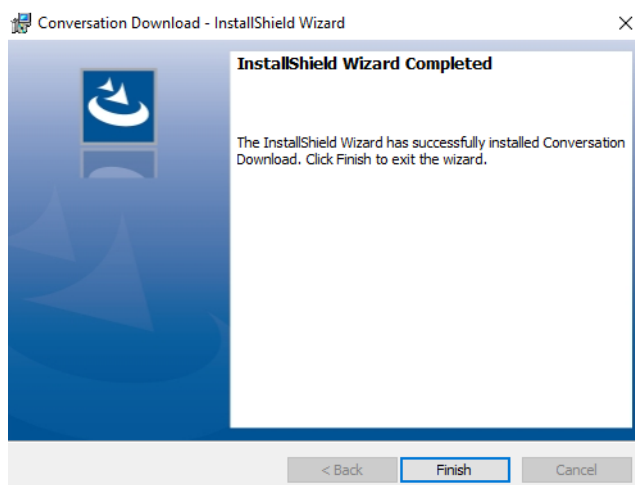 Conversation Download - InstallShield Wizard
InstallShield Wizard Completed
The InstallShield Wizard has successfully installed Conversation
Download. Click Finish to exit the wizard.
< Back Finish Cancel